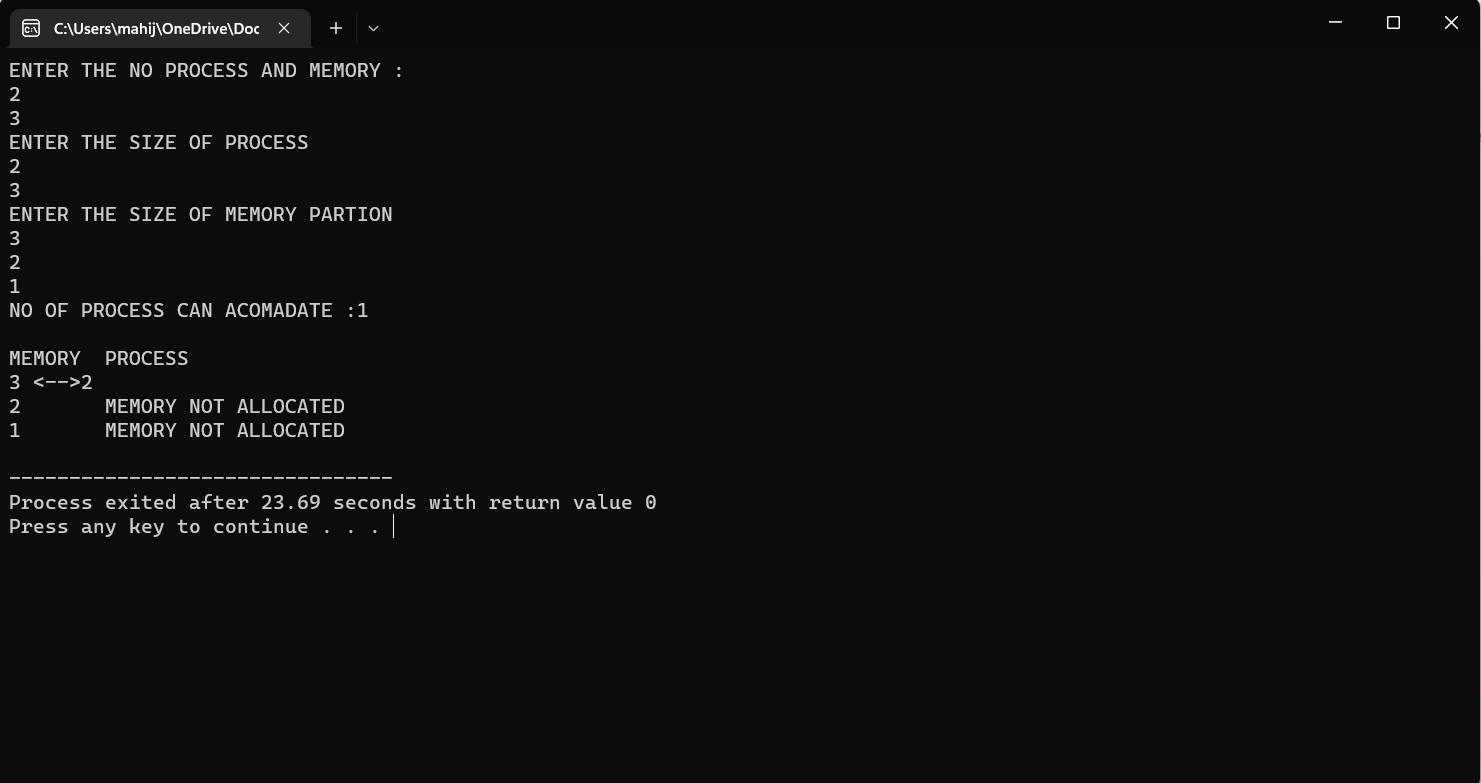 C:\Users\mahij\OneDrive\Doc
ENTER THE NO PROCESS AND MEMORY :
2
3
ENTER THE SIZE OF PROCESS
2
3
ENTER THE SIZE OF MEMORY PARTION
3
2
1
NO OF PROCESS CAN ACOMADATE :1

MEMORY  PROCESS
3 <-->2
2       MEMORY NOT ALLOCATED
1       MEMORY NOT ALLOCATED

--------------------------------
Process exited after 23.69 seconds with return value 0
Press any key to continue . . .